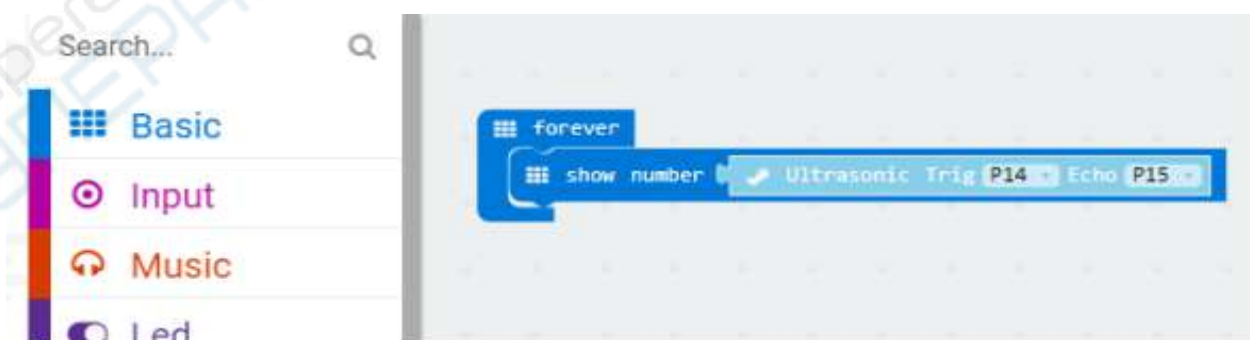 Search...
Basic
Input
Music
Led
forever
show number Ultrasonic Trig P14 Echo P15